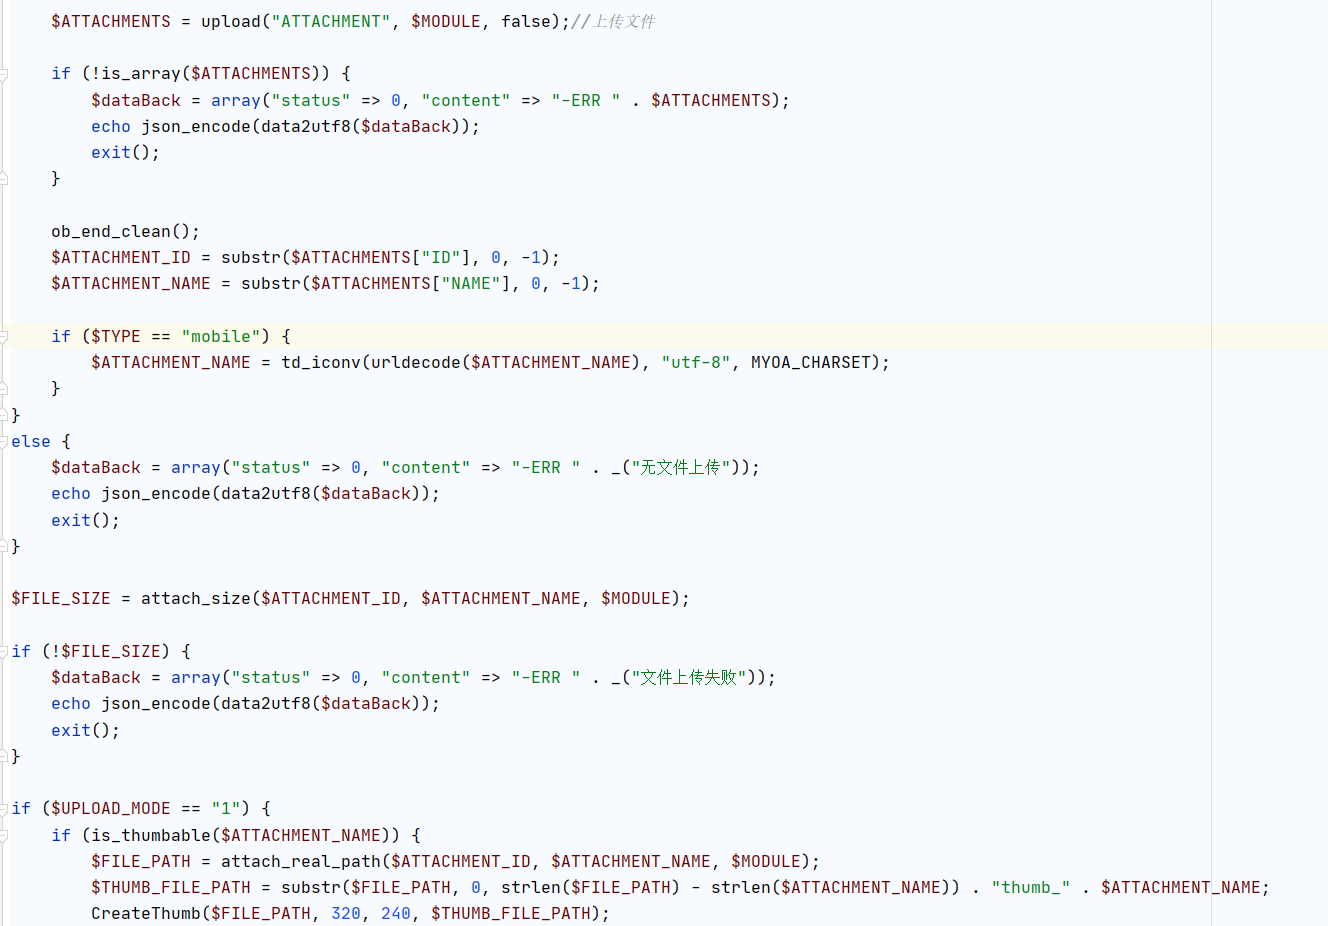 $ATTACHMENTS = upload("ATTACHMENT", $MODULE, false);//上传文件

    if (!is_array($ATTACHMENTS)) {
        $dataBack = array("status" => 0, "content" => "-ERR " . $ATTACHMENTS);
        echo json_encode(data2utf8($dataBack));
        exit();
    }

    ob_end_clean();
    $ATTACHMENT_ID = substr($ATTACHMENTS["ID"], 0, -1);
    $ATTACHMENT_NAME = substr($ATTACHMENTS["NAME"], 0, -1);

    if ($TYPE == "mobile") {
        $ATTACHMENT_NAME = td_iconv(urldecode($ATTACHMENT_NAME), "utf-8", MYOA_CHARSET);
    }
}
else {
    $dataBack = array("status" => 0, "content" => "-ERR " . _("无文件上传"));
    echo json_encode(data2utf8($dataBack));
    exit();
}

$FILE_SIZE = attach_size($ATTACHMENT_ID, $ATTACHMENT_NAME, $MODULE);

if (!$FILE_SIZE) {
    $dataBack = array("status" => 0, "content" => "-ERR " . _("文件上传失败"));
    echo json_encode(data2utf8($dataBack));
    exit();
}

if ($UPLOAD_MODE == "1") {
    if (is_thumbable($ATTACHMENT_NAME)) {
        $FILE_PATH = attach_real_path($ATTACHMENT_ID, $ATTACHMENT_NAME, $MODULE);
        $THUMB_FILE_PATH = substr($FILE_PATH, 0, strlen($FILE_PATH) - strlen($ATTACHMENT_NAME)) . "thumb_" . $ATTACHMENT_NAME;
        CreateThumb($FILE_PATH, 320, 240, $THUMB_FILE_PATH);